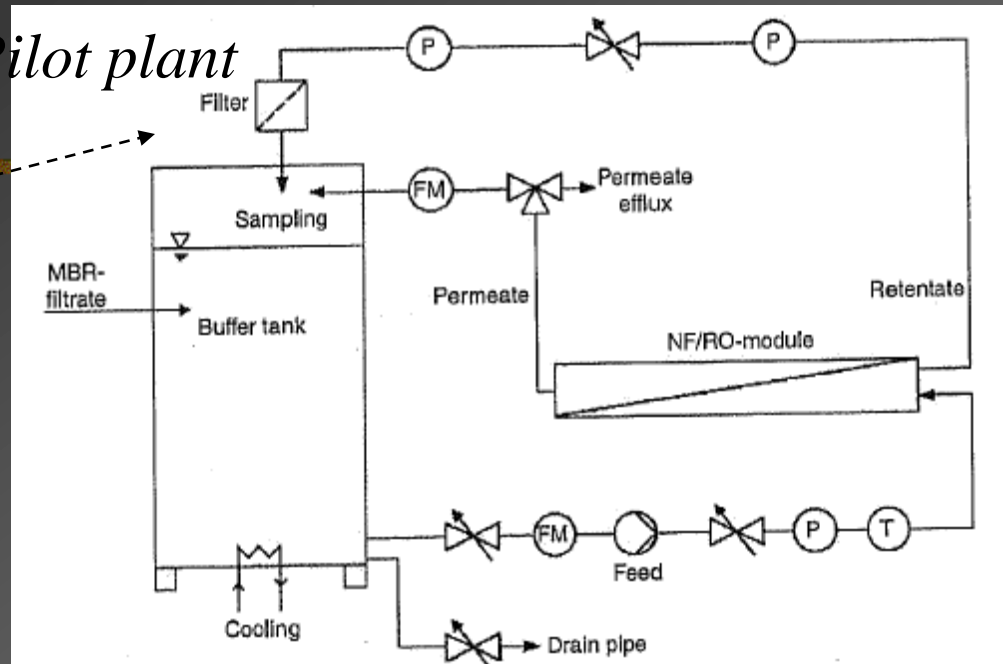 ilot plant
P
P
Filter
FM
Permeate
efflux
Sampling
MBR-
filtrate
Permeate
Retentate
Buffer tank
NF/RO-module
FM
P
T
Feed
Cooling
Drain pipe